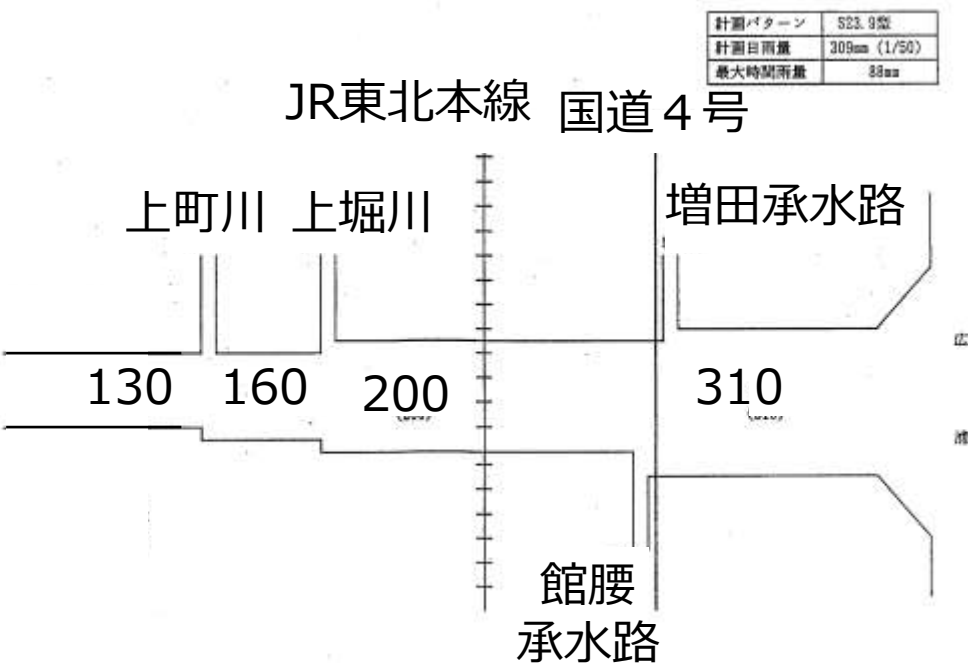 計画パターン S23.9型
計画日雨量 309mm (1/50)
最大時間雨量 88mm
JR東北本線 国道4号
上町川 上堀川 増田承水路
広
130 160 200 310
浦
館腰
承水路